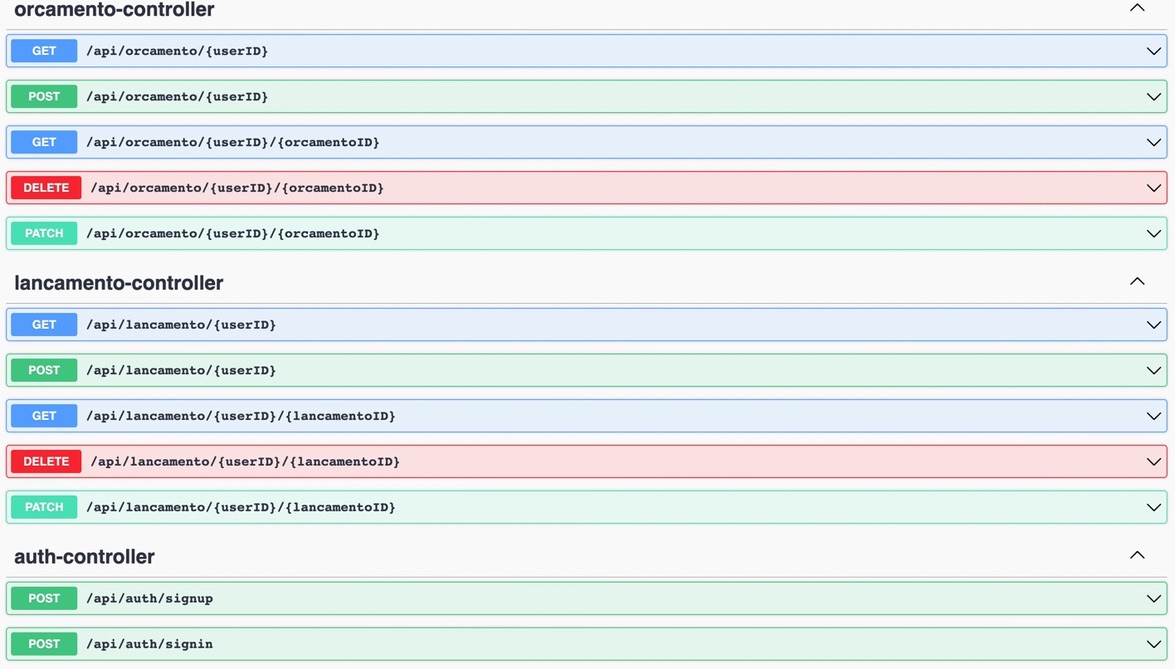 orcamento-controller
GET /api/orcamento/{userID}
POST /api/orcamento/{userID}
GET /api/orcamento/{userID}/{orcamentoID}
DELETE /api/orcamento/{userID}/{orcamentoID}
PATCH /api/orcamento/{userID}/{orcamentoID}
lancamento-controller
GET /api/lancamento/{userID}
POST /api/lancamento/{userID}
GET /api/lancamento/{userID}/{lancamentoID}
DELETE /api/lancamento/{userID}/{lancamentoID}
PATCH /api/lancamento/{userID}/{lancamentoID}
auth-controller
POST /api/auth/signup
POST /api/auth/signin